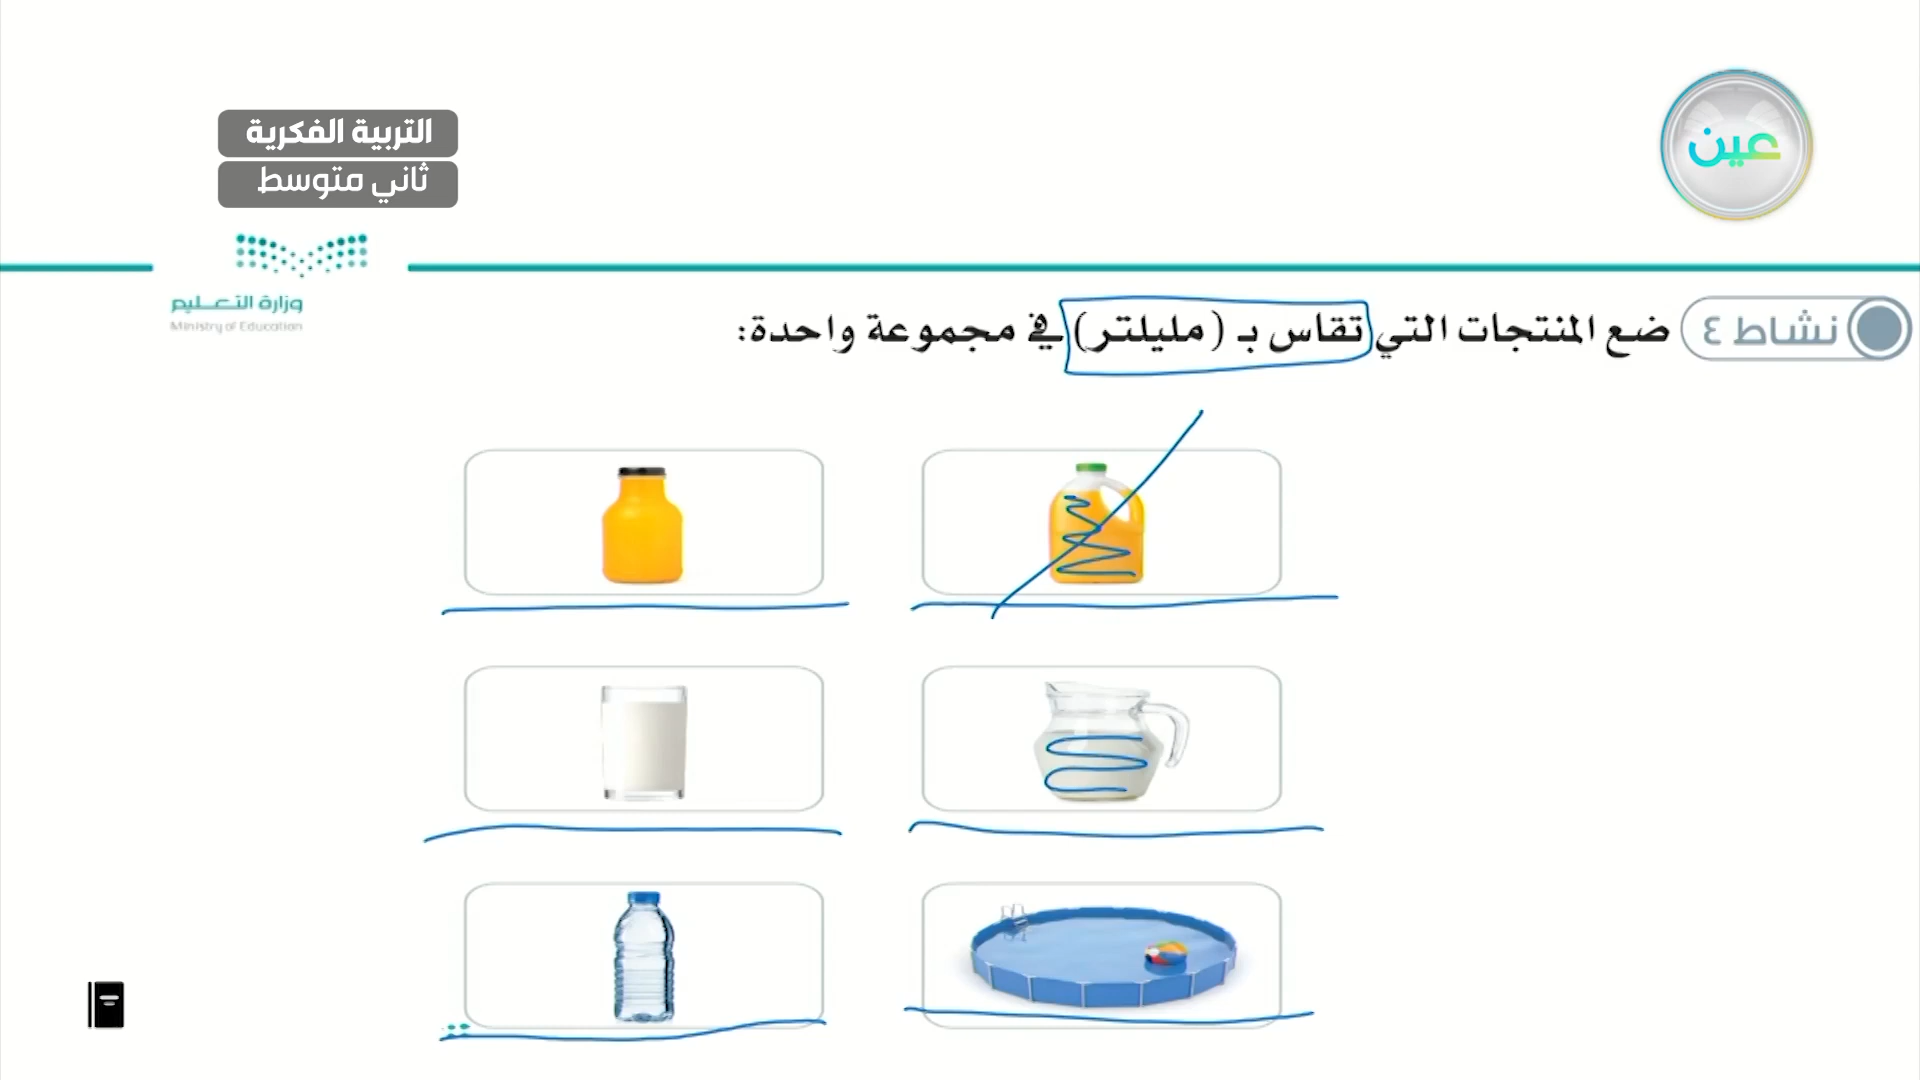 التربية الفكرية
ثاني متوسط
عين
وزارة التعليم
Ministry of Education
نشاط ٤
ضع المنتجات التي تقاس بـ (مليلتر) في مجموعة واحدة: